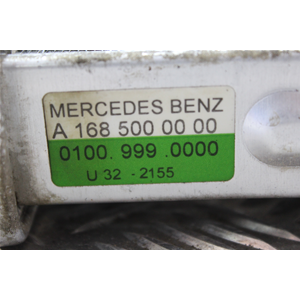 MERCEDES BENZ
A 168 500 00 00
0100. 999 .0000
U 32 - 2155